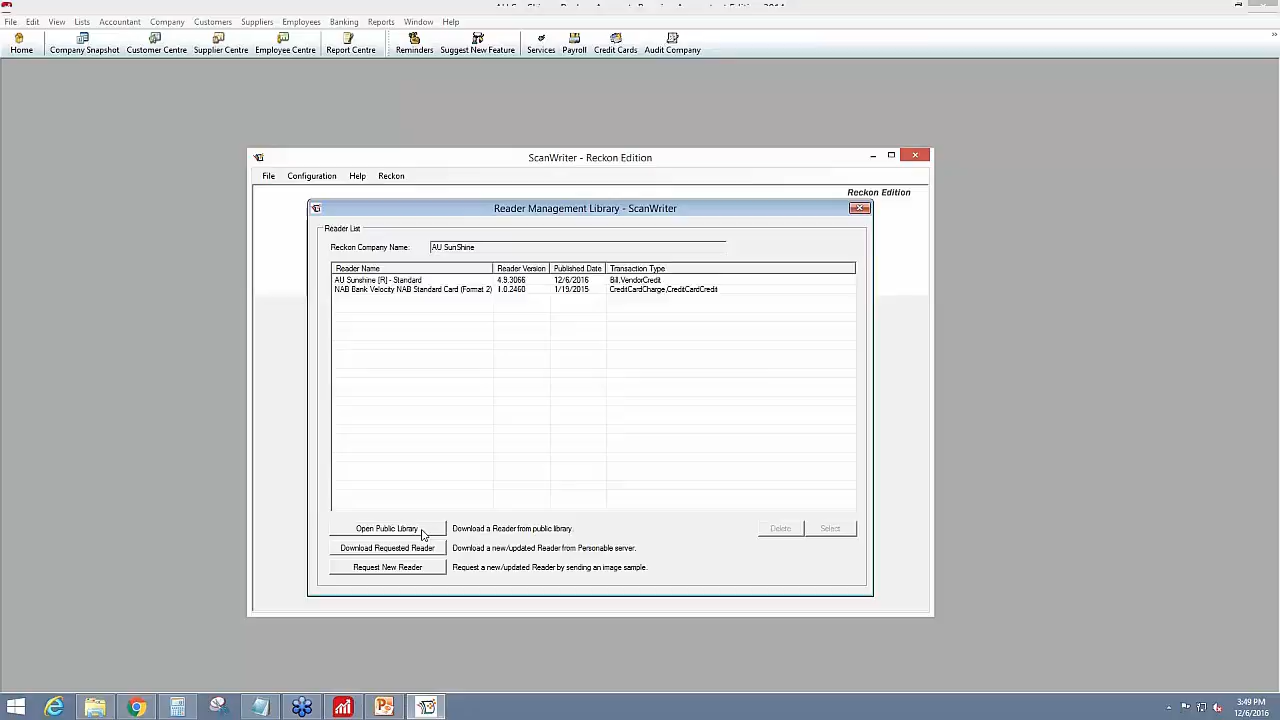 File Edit View Lists Accountant Company Customers Suppliers Employees Banking Reports Window Help
Home Company Snapshot Customer Centre Supplier Centre Employee Centre Report Centre Reminders Suggest New Feature Services Payroll Credit Cards Audit Company
ScanWriter - Reckon Edition
File Configuration Help Reckon
Reckon Edition
Reader Management Library - ScanWriter
Reader List
Reckon Company Name: AU SunShine
Reader Name Reader Version Published Date Transaction Type
AU Sunshine [R] - Standard 4.9.3066 12/6/2016 Bill,VendorCredit
NAB Bank Velocity NAB Standard Card (Format 2) 1.0.2460 1/19/2015 CreditCardCharge,CreditCardCredit
Open Public Library Download a Reader from public library. Delete Select
Download Requested Reader Download a new/updated Reader from Personable server.
Request New Reader Request a new/updated Reader by sending an image sample.
3:49 PM
12/6/2016